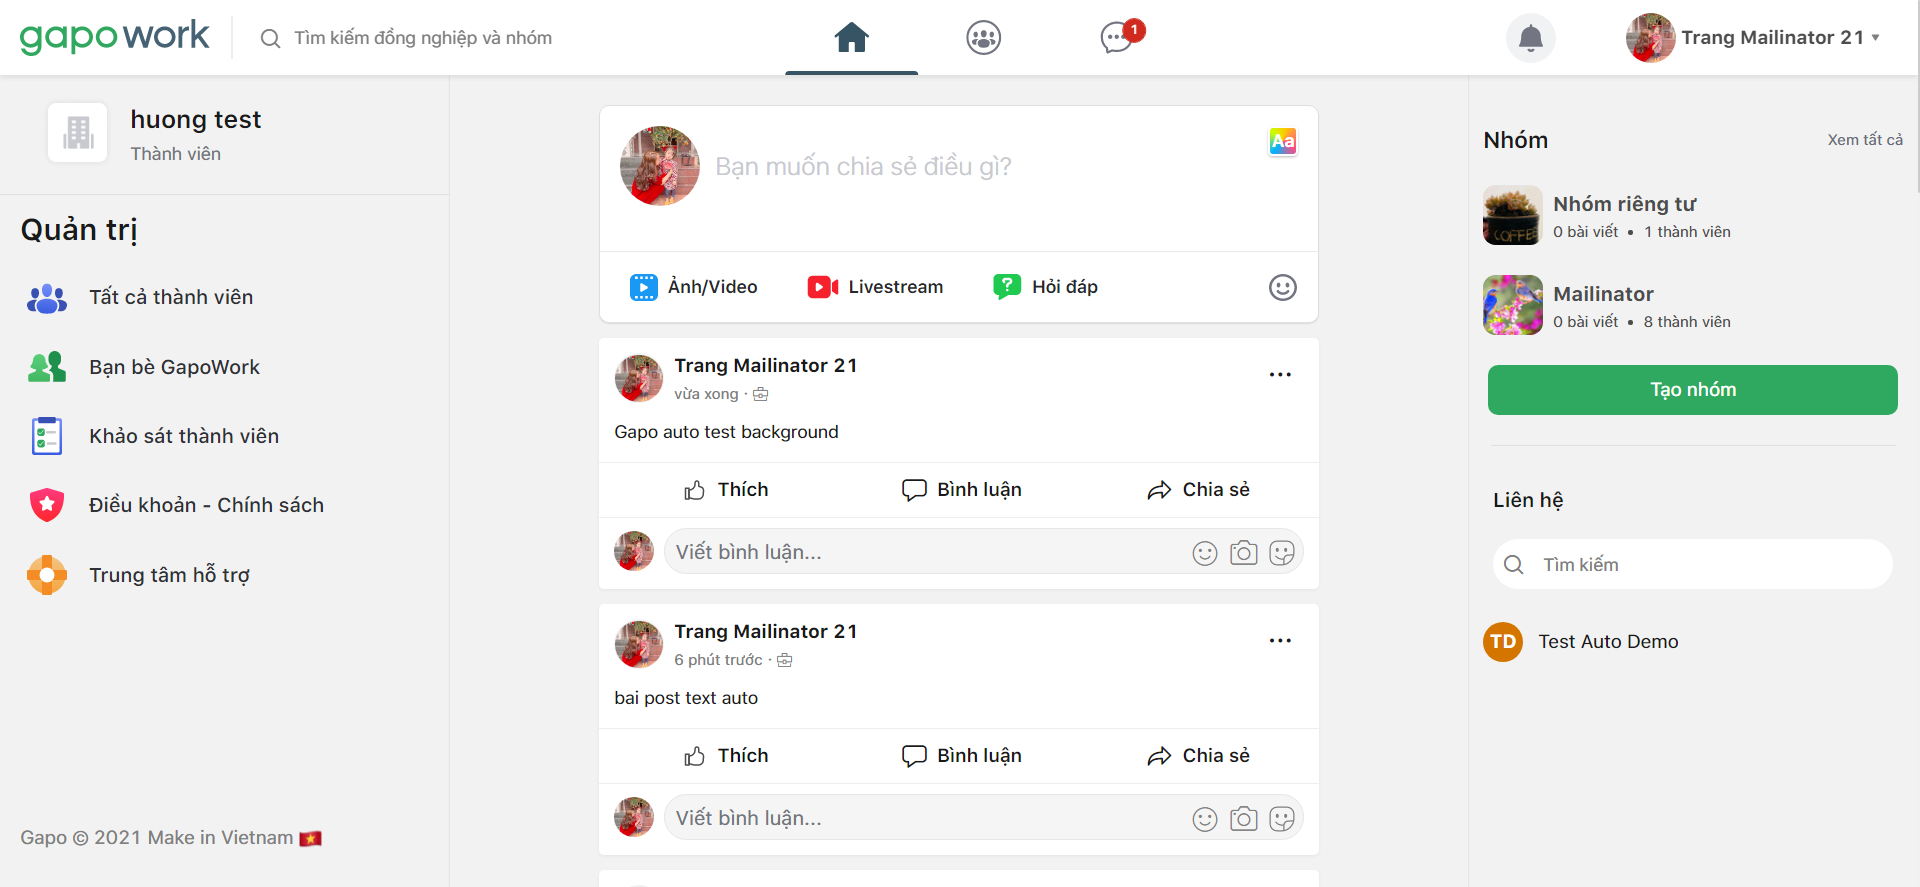 gapowork
Tìm kiếm đồng nghiệp và nhóm
1
Trang Mailinator 21
huong test
Thành viên
Quản trị
Tất cả thành viên
Bạn bè GapoWork
Khảo sát thành viên
Điều khoản - Chính sách
Trung tâm hỗ trợ
Gapo © 2021 Make in Vietnam
Bạn muốn chia sẻ điều gì?
Aa
Ảnh/Video
Livestream
Hỏi đáp
Trang Mailinator 21
vừa xong ·
Gapo auto test background
Thích
Bình luận
Chia sẻ
Viết bình luận...
Trang Mailinator 21
6 phút trước ·
bai post text auto
Thích
Bình luận
Chia sẻ
Viết bình luận...
Nhóm
Xem tất cả
COFFEE
Nhóm riêng tư
0 bài viết • 1 thành viên
Mailinator
0 bài viết • 8 thành viên
Tạo nhóm
Liên hệ
Tìm kiếm
TD
Test Auto Demo